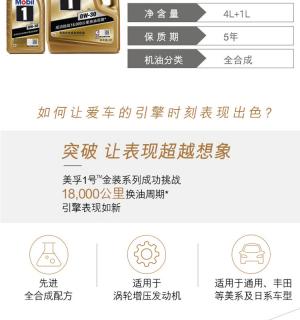 Mobil
1
Mobil
1
0W-30
净含量 4L+1L
保质期 5年
机油分类 全合成
如何让爱车的引擎时刻表现出色?
突破 让表现超越想象
美孚1号™金装系列成功挑战
18,000公里换油周期*
引擎表现如新
先进
全合成配方
适用于
涡轮增压发动机
适用于通用、丰田
等美系及日系车型